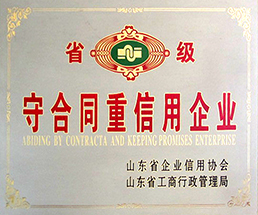 省级
守合同重信用企业
ABIDING BY CONTRACTA AND KEEPING PROMISES ENTERPRISE
山东省企业信用协会
山东省工商行政管理局